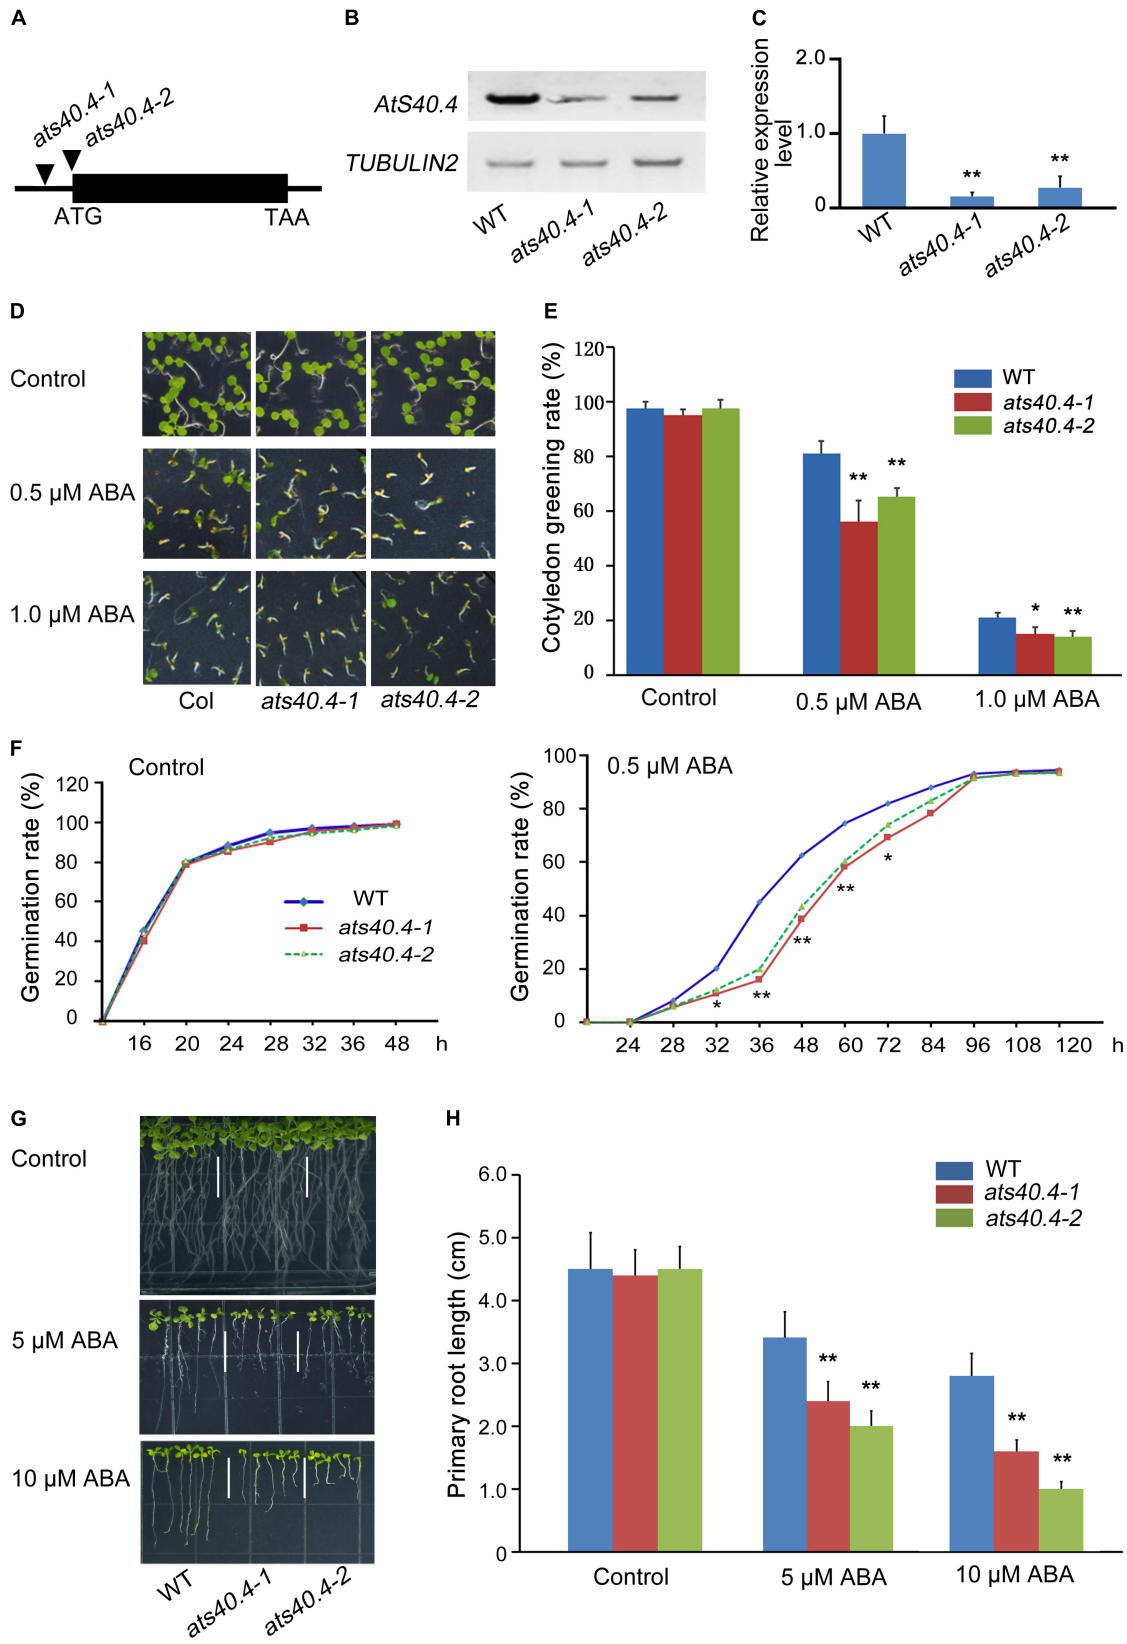 A
ats40.4-1
ats40.4-2
ATG
TAA
B
AtS40.4
TUBULIN2
WT
ats40.4-1
ats40.4-2
C
Relative expression
level
2.0
1.0
0
**
**
WT
ats40.4-1
ats40.4-2
D
Control
0.5 µM ABA
1.0 µM ABA
Col
ats40.4-1
ats40.4-2
E
Cotyledon greening rate (%)
120
100
80
60
40
20
0
WT
ats40.4-1
ats40.4-2
**
**
*
**
Control
0.5 µM ABA
1.0 µM ABA
F
Control
Germination rate (%)
120
100
80
60
40
20
0
WT
ats40.4-1
ats40.4-2
16 20 24 28 32 36 48 h
0.5 µM ABA
Germination rate (%)
100
80
60
40
20
0
*
**
**
**
*
24 28 32 36 48 60 72 84 96 108 120 h
G
Control
5 µM ABA
10 µM ABA
WT
ats40.4-1
ats40.4-2
H
Primary root length (cm)
6.0
5.0
4.0
3.0
2.0
1.0
0
WT
ats40.4-1
ats40.4-2
**
**
**
**
Control
5 µM ABA
10 µM ABA